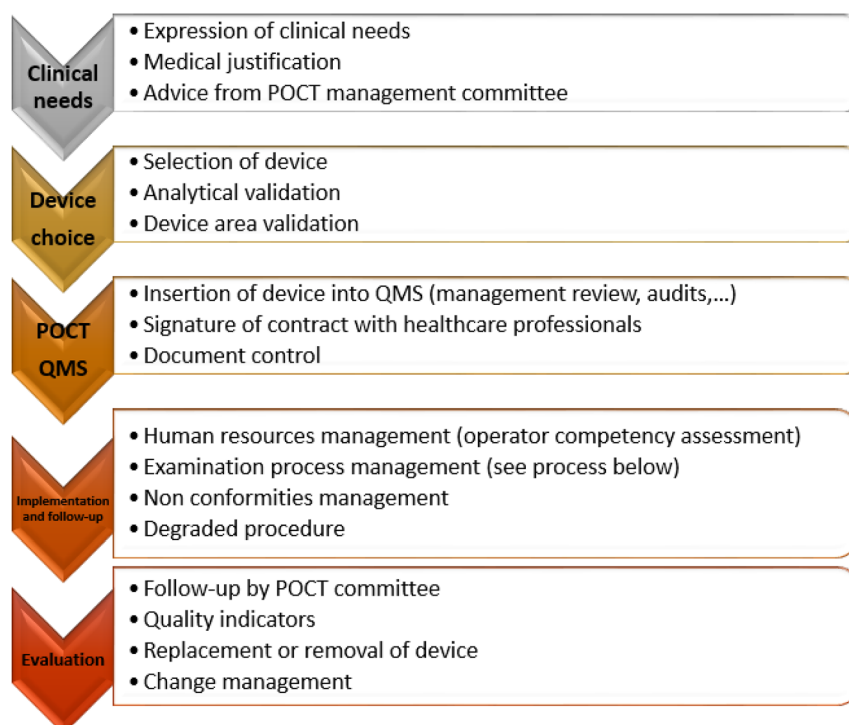 Clinical
needs
• Expression of clinical needs
• Medical justification
• Advice from POCT management committee
Device
choice
• Selection of device
• Analytical validation
• Device area validation
POCT
QMS
• Insertion of device into QMS (management review, audits,...)
• Signature of contract with healthcare professionals
• Document control
Implementation
and follow-up
• Human resources management (operator competency assessment)
• Examination process management (see process below)
• Non conformities management
• Degraded procedure
Evaluation
• Follow-up by POCT committee
• Quality indicators
• Replacement or removal of device
• Change management